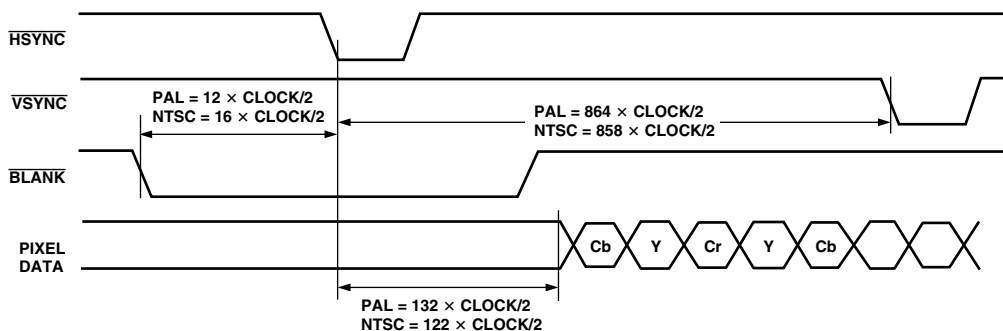 HSYNC
VSYNC
PAL = 12 × CLOCK/2
NTSC = 16 × CLOCK/2
PAL = 864 × CLOCK/2
NTSC = 858 × CLOCK/2
BLANK
PIXEL
DATA
Cb Y Cr Y Cb
PAL = 132 × CLOCK/2
NTSC = 122 × CLOCK/2